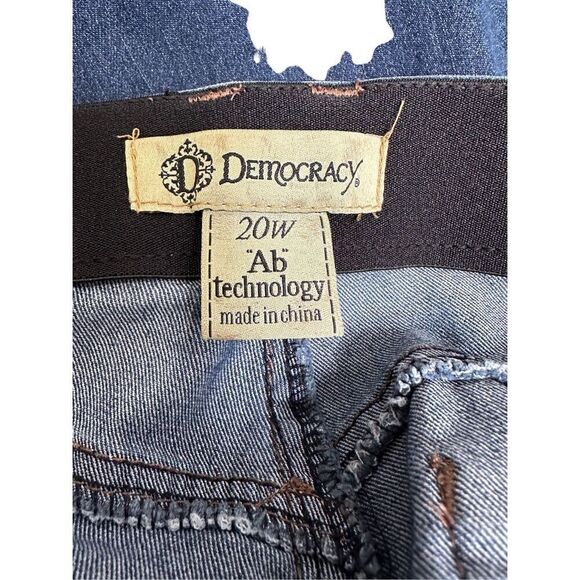 D DEMOCRACY®
20W
"Ab"
technology
made in china